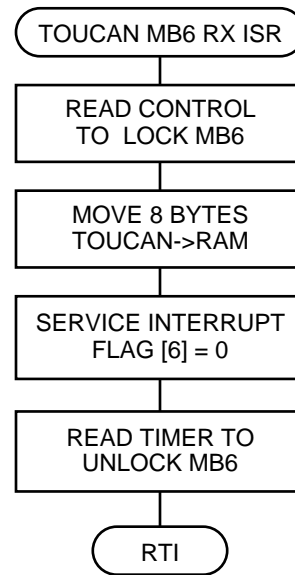 TOUCAN MB6 RX ISR
READ CONTROL
TO LOCK MB6
MOVE 8 BYTES
TOUCAN->RAM
SERVICE INTERRUPT
FLAG [6] = 0
READ TIMER TO
UNLOCK MB6
RTI